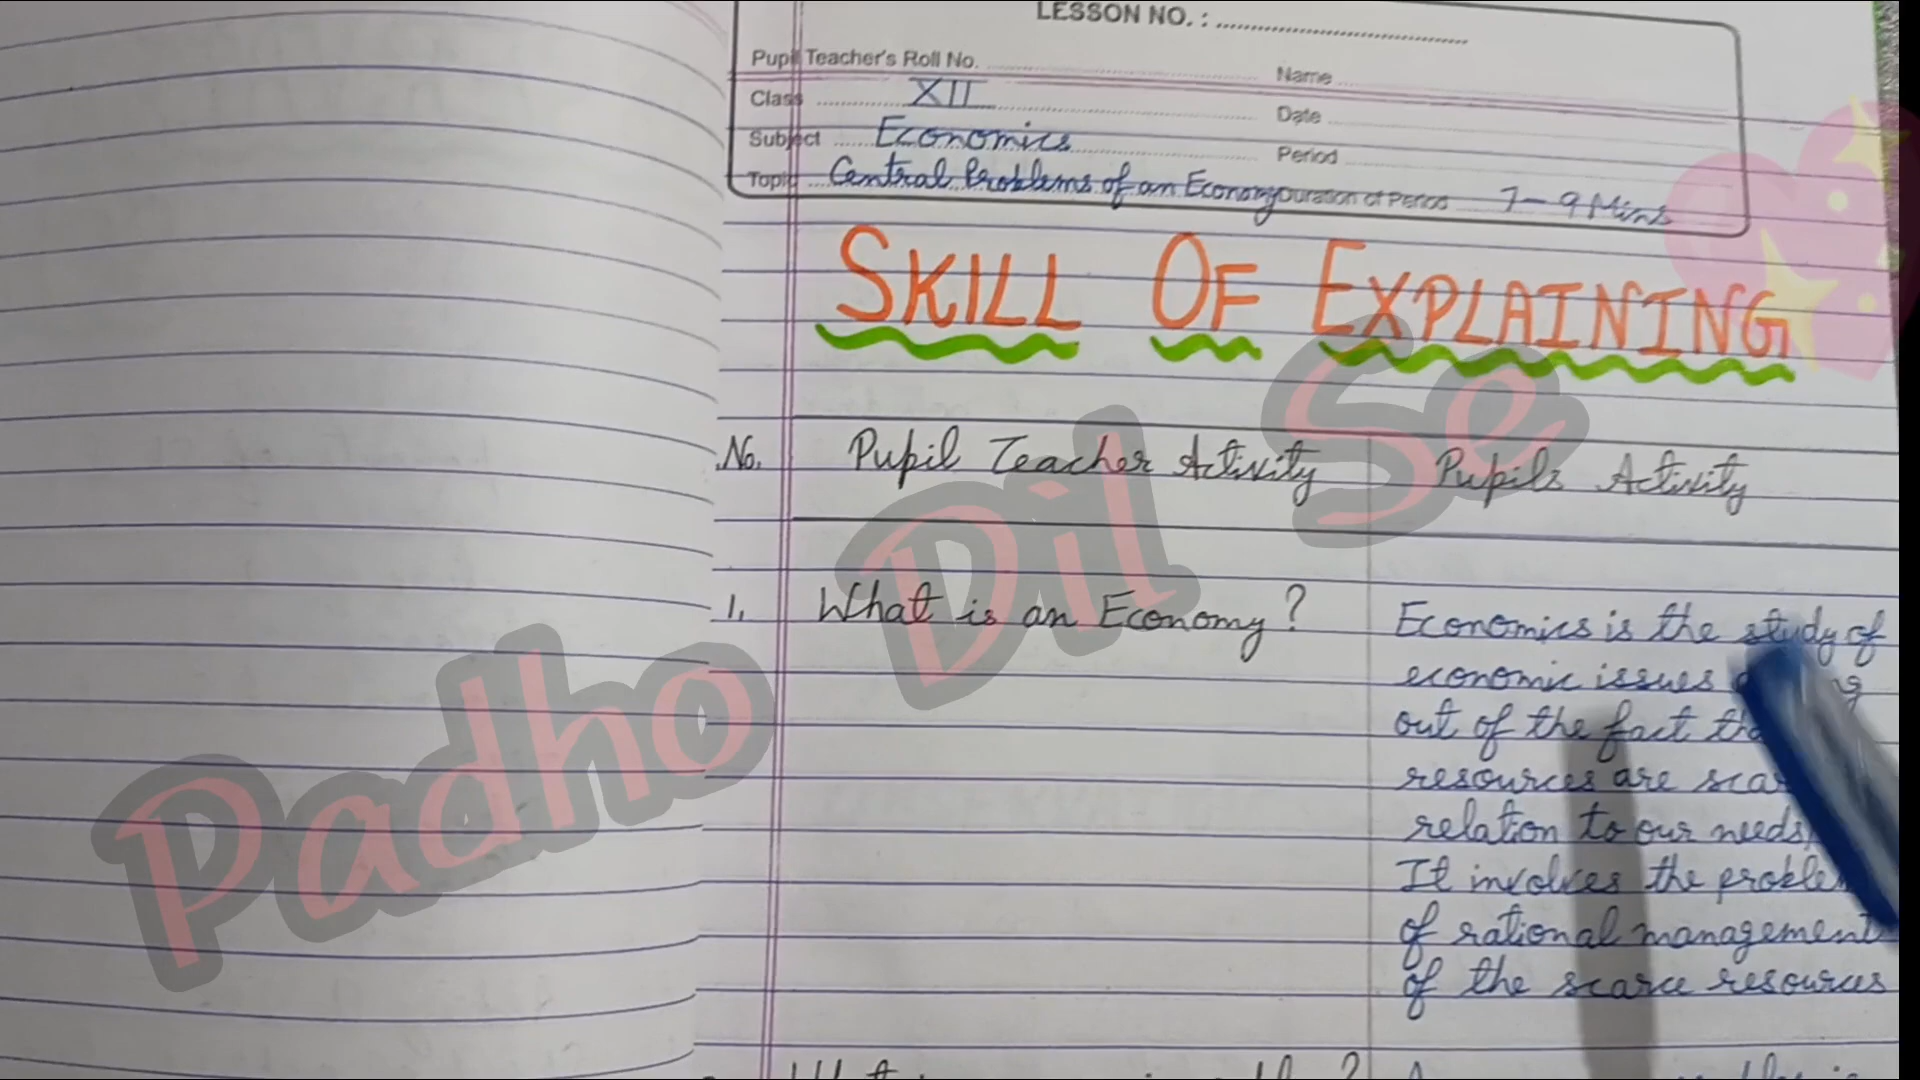 LESSON NO. :
Pupil Teacher's Roll No.
Name
Class XII
Date
Subject Economics
Period
Topic Central Problems of an Economy Duration of Period 7-9 Mins
SKILL OF EXPLAINING
No. Pupil Teacher Activity Pupils Activity
1. What is an Economy? Economics is the study of
economic issues
out of the fact
resources are
relation to our needs
It involves the
of rational management
of the scarce resources
Padho Dil Se